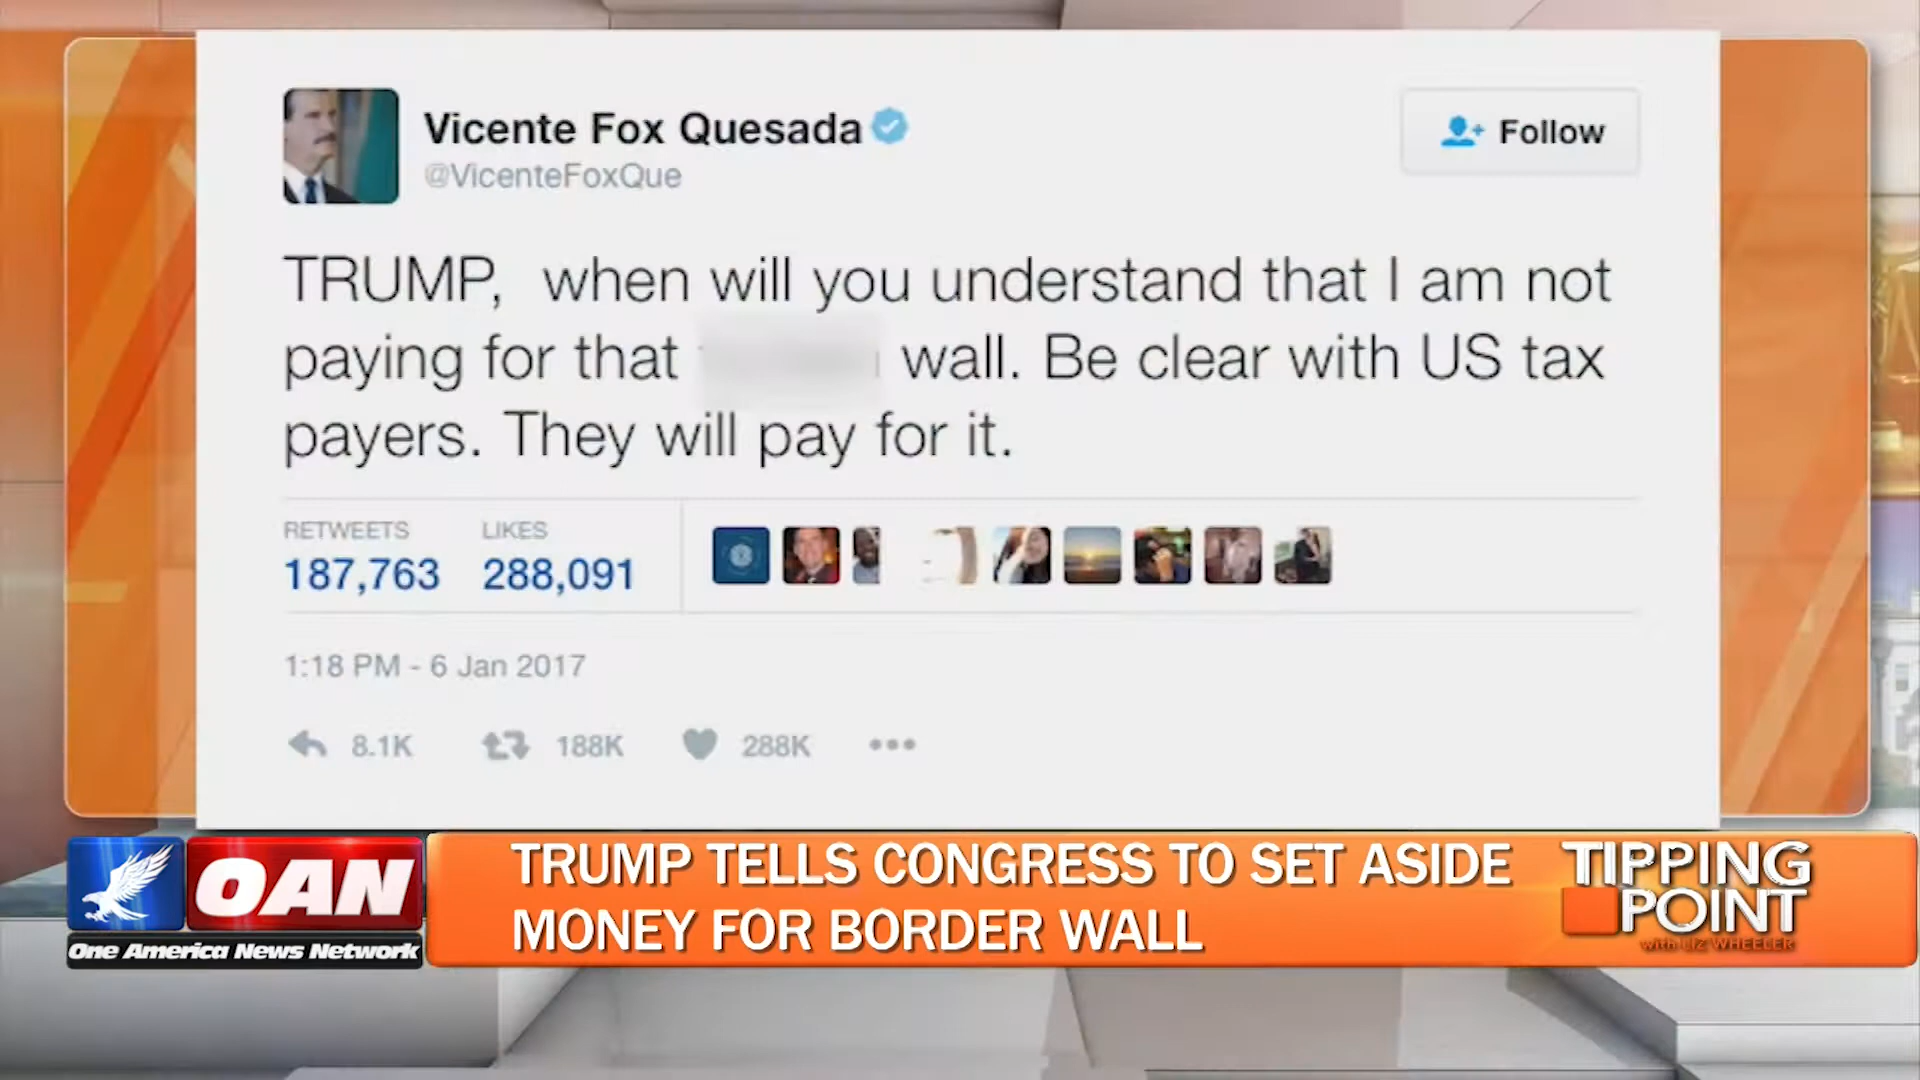 Vicente Fox Quesada
@VicenteFoxQue
Follow
TRUMP, when will you understand that I am not
paying for that wall. Be clear with US tax
payers. They will pay for it.
RETWEETS LIKES
187,763 288,091
1:18 PM - 6 Jan 2017
8.1K 188K 288K
OAN
One America News Network
TRUMP TELLS CONGRESS TO SET ASIDE
MONEY FOR BORDER WALL
TIPPING
POINT
with LIZ WHEELER